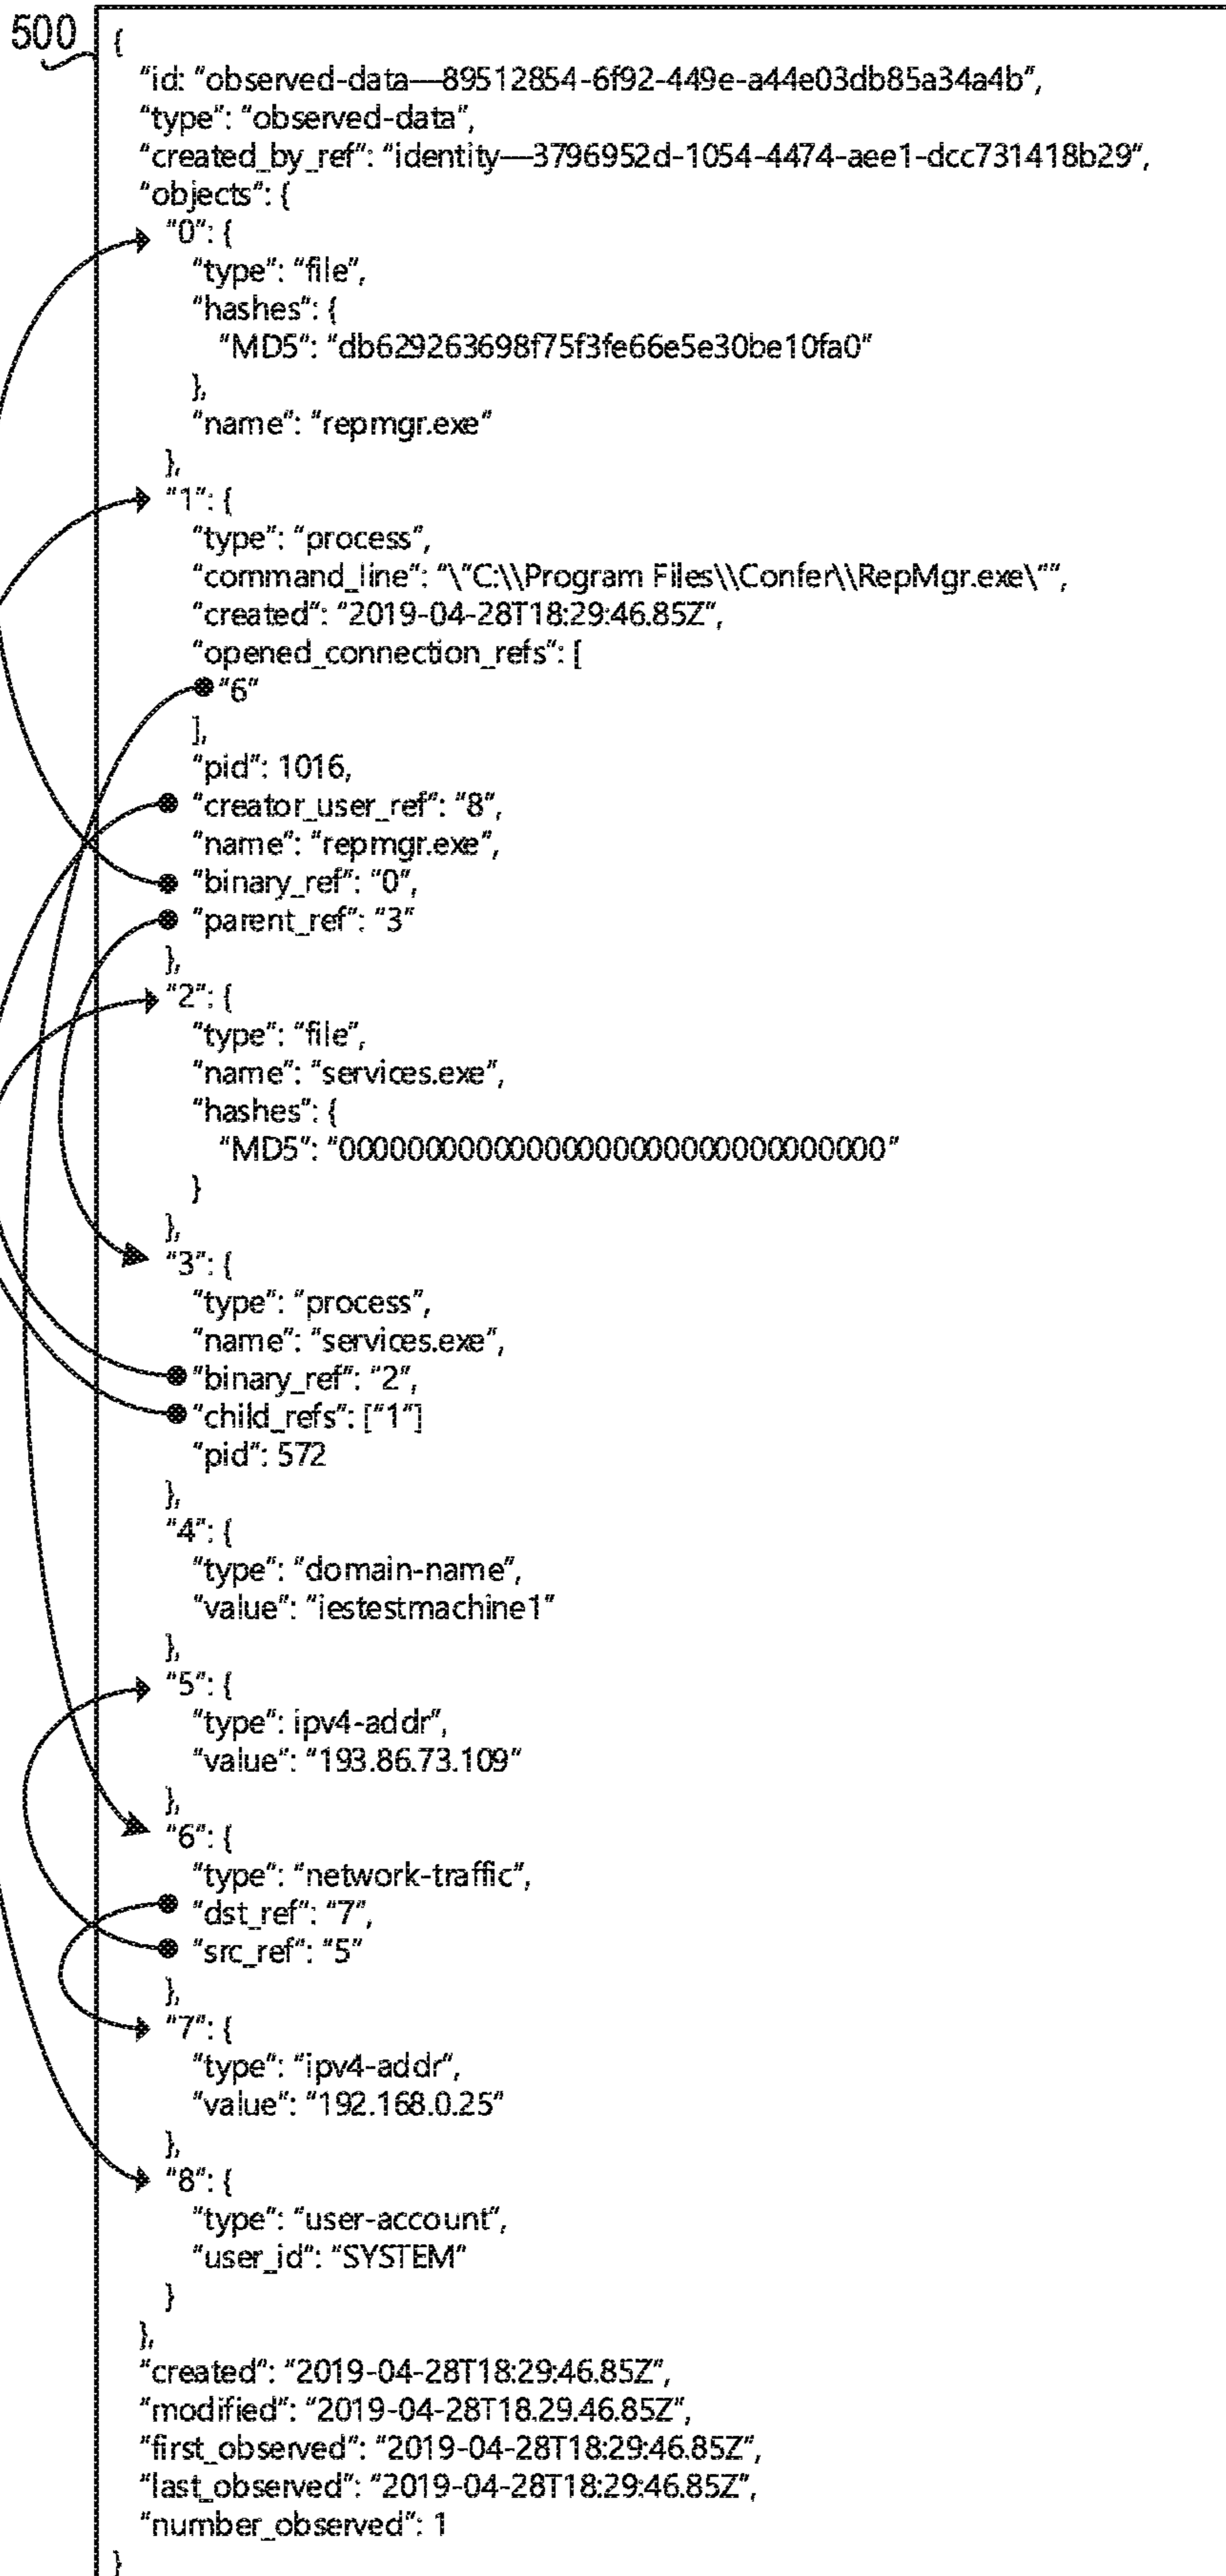 500
{
"id: "observed-data—89512854-6f92-449e-a44e03db85a34a4b",
"type": "observed-data",
"created_by_ref": "identity—3796952d-1054-4474-aee1-dcc731418b29",
"objects": {
"0": {
"type": "file",
"hashes": {
"MD5": "db629263698f75f3fe66e5e30be10fa0"
},
"name": "repmgr.exe"
},
"1": {
"type": "process",
"command_line": "\"C:\\Program Files\\Confer\\RepMgr.exe\"",
"created": "2019-04-28T18:29:46.85Z",
"opened_connection_refs": [
"6"
],
"pid": 1016,
"creator_user_ref": "8",
"name": "repmgr.exe",
"binary_ref": "0",
"parent_ref": "3"
},
"2": {
"type": "file",
"name": "services.exe",
"hashes": {
"MD5": "00000000000000000000000000000000"
}
},
"3": {
"type": "process",
"name": "services.exe",
"binary_ref": "2",
"child_refs": ["1"]
"pid": 572
},
"4": {
"type": "domain-name",
"value": "iestestmachine1"
},
"5": {
"type: ipv4-addr",
"value": "193.86.73.109"
},
"6": {
"type": "network-traffic",
"dst_ref": "7",
"src_ref": "5"
},
"7": {
"type": "ipv4-addr",
"value": "192.168.0.25"
},
"8": {
"type": "user-account",
"user_id": "SYSTEM"
}
},
"created": "2019-04-28T18:29:46.85Z",
"modified": "2019-04-28T18.29.46.85Z",
"first_observed": "2019-04-28T18:29:46.85Z",
"last_observed": "2019-04-28T18:29:46.85Z",
"number_observed": 1
}